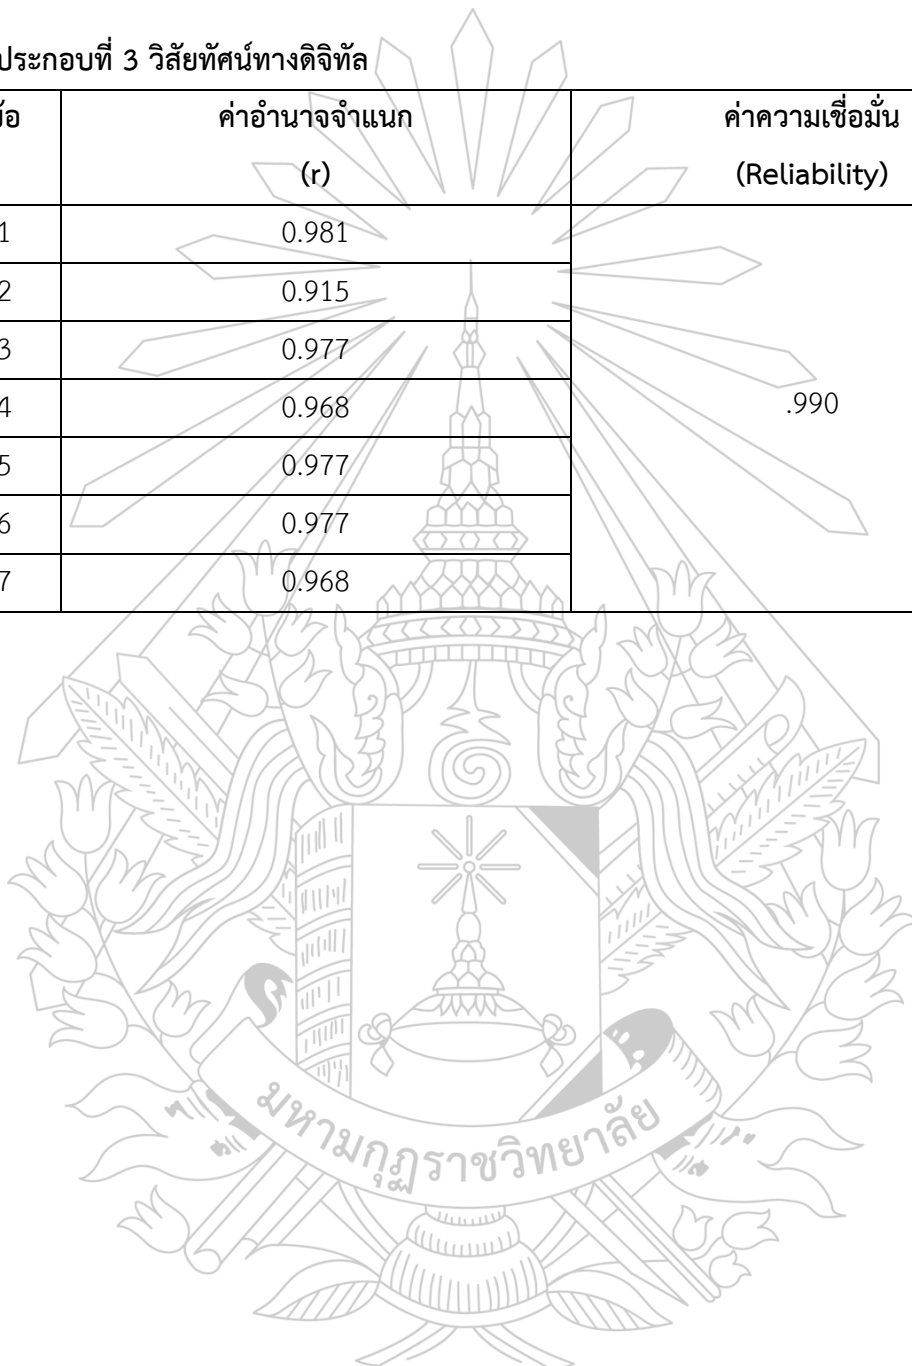 ประกอบที่ 3 วิสัยทัศน์ทางดิจิทัล
ข้อ ค่าอำนาจจำแนก ค่าความเชื่อมั่น
(r) (Reliability)
1 0.981
2 0.915
3 0.977
4 0.968 .990
5 0.977
6 0.977
7 0.968
มหามกุฏราชวิทยาลัย